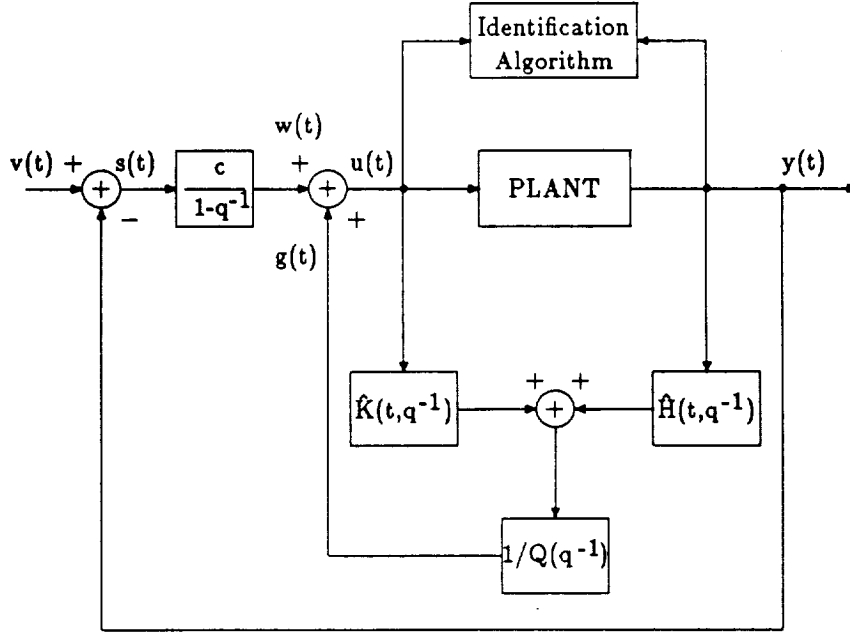 Identification
Algorithm
w(t)
v(t) + s(t) c + u(t) PLANT y(t)
+ 1-q⁻¹ +
− +
g(t)
+ +
K̂(t,q⁻¹) + Ĥ(t,q⁻¹)
1/Q(q⁻¹)